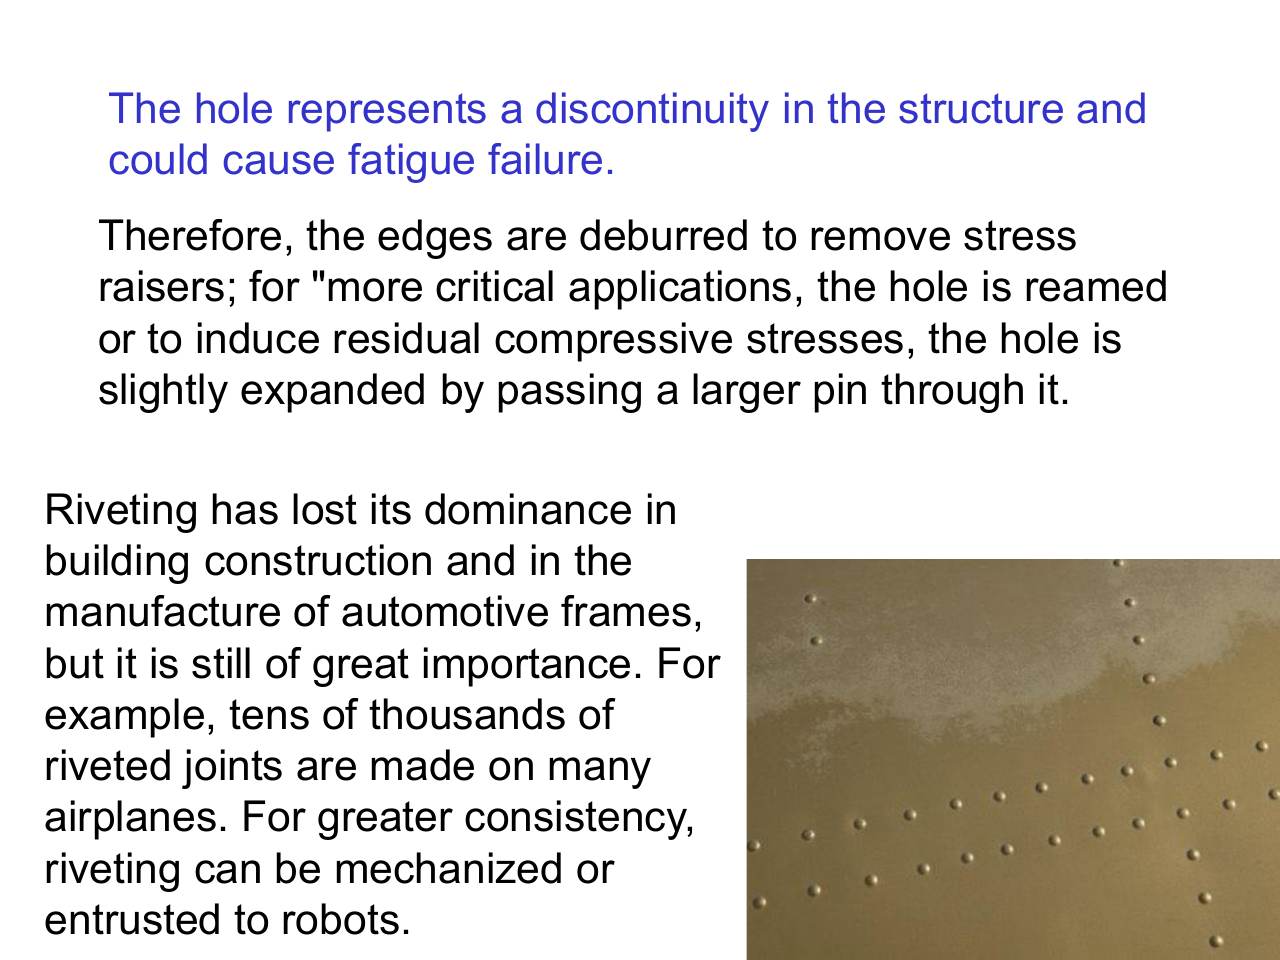 The hole represents a discontinuity in the structure and
could cause fatigue failure.
Therefore, the edges are deburred to remove stress
raisers; for "more critical applications, the hole is reamed
or to induce residual compressive stresses, the hole is
slightly expanded by passing a larger pin through it.
Riveting has lost its dominance in
building construction and in the
manufacture of automotive frames,
but it is still of great importance. For
example, tens of thousands of
riveted joints are made on many
airplanes. For greater consistency,
riveting can be mechanized or
entrusted to robots.